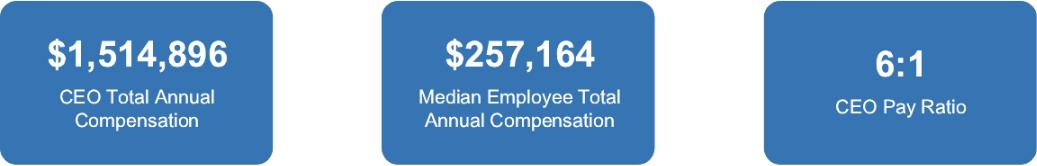 $1,514,896
CEO Total Annual
Compensation
$257,164
Median Employee Total
Annual Compensation
6:1
CEO Pay Ratio